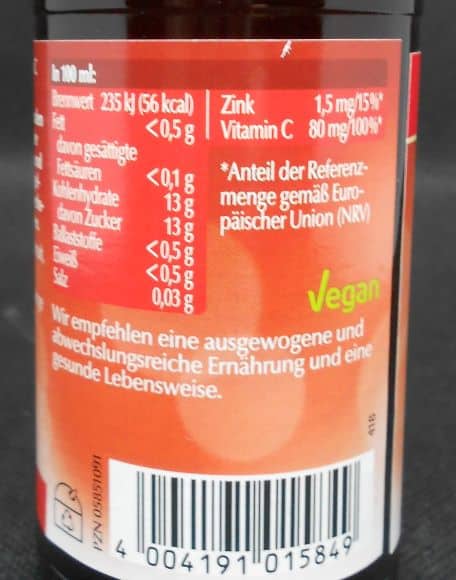 In 100 ml:
Brennwert 235 kJ (56 kcal)
Fett <0,5 g
davon gesättigte
Fettsäuren <0,1 g
Kohlenhydrate 13 g
davon Zucker 13 g
Ballaststoffe <0,5 g
Eiweiß <0,5 g
Salz 0,03 g
Zink 1,5 mg/15%*
Vitamin C 80 mg/100%*
*Anteil der Referenz-
menge gemäß Euro-
päischer Union (NRV)
Vegan
Wir empfehlen eine ausgewogene und
abwechslungsreiche Ernährung und eine
gesunde Lebensweise.
418
PZN 05851091
4 004191 015849